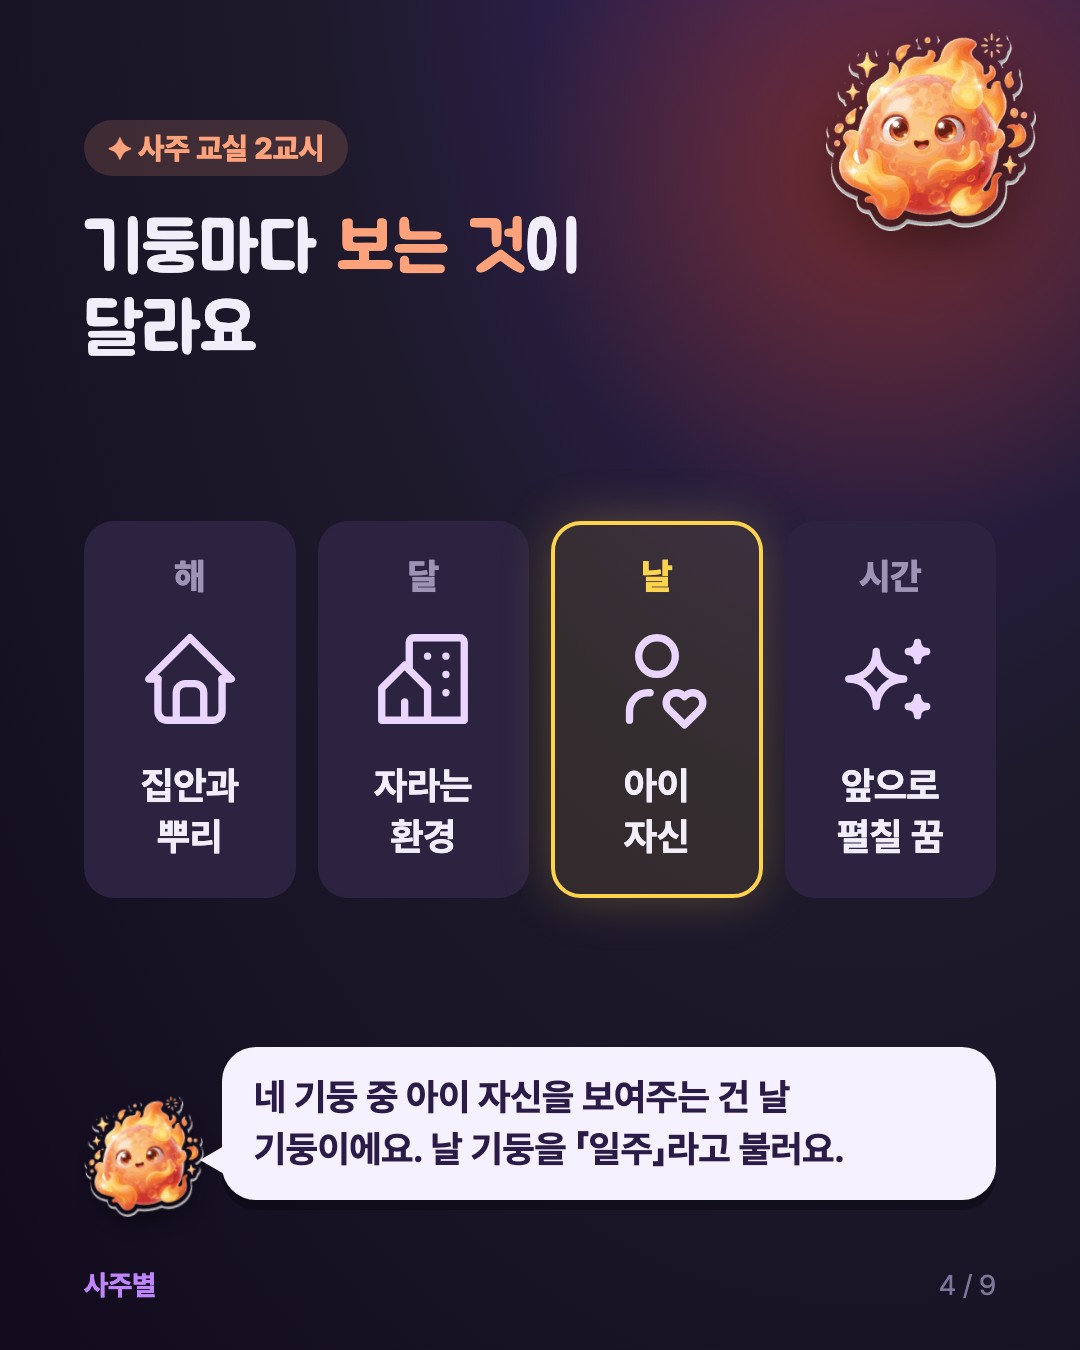 ✦ 사주 교실 2교시
기둥마다 보는 것이
달라요
해
집안과
뿌리
달
자라는
환경
날
아이
자신
시간
앞으로
펼칠 꿈
네 기둥 중 아이 자신을 보여주는 건 날
기둥이에요. 날 기둥을 「일주」라고 불러요.
사주별
4 / 9